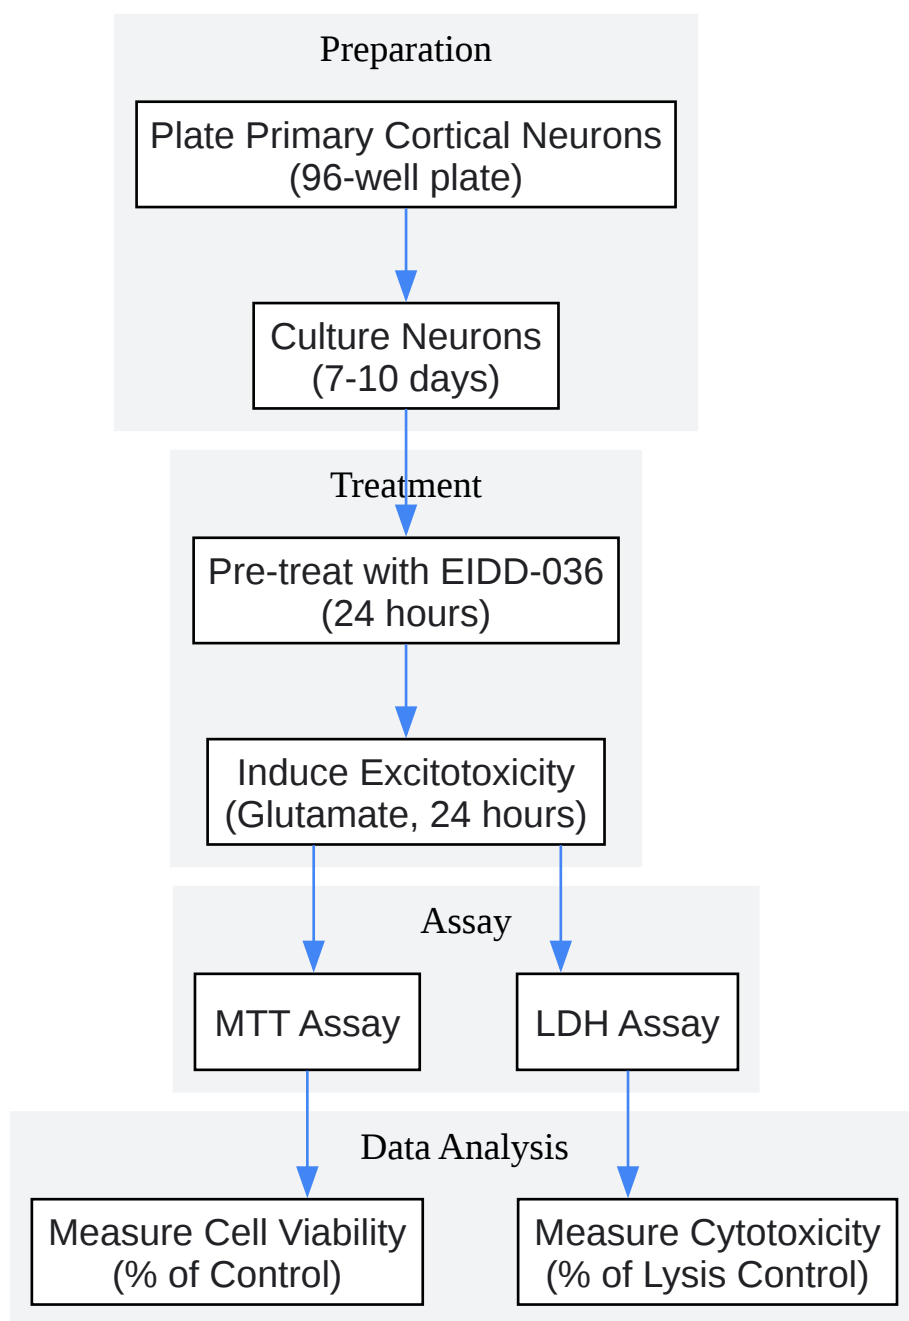 Preparation
Plate Primary Cortical Neurons
(96-well plate)
Culture Neurons
(7-10 days)
Treatment
Pre-treat with EIDD-036
(24 hours)
Induce Excitotoxicity
(Glutamate, 24 hours)
Assay
MTT Assay
LDH Assay
Data Analysis
Measure Cell Viability
(% of Control)
Measure Cytotoxicity
(% of Lysis Control)